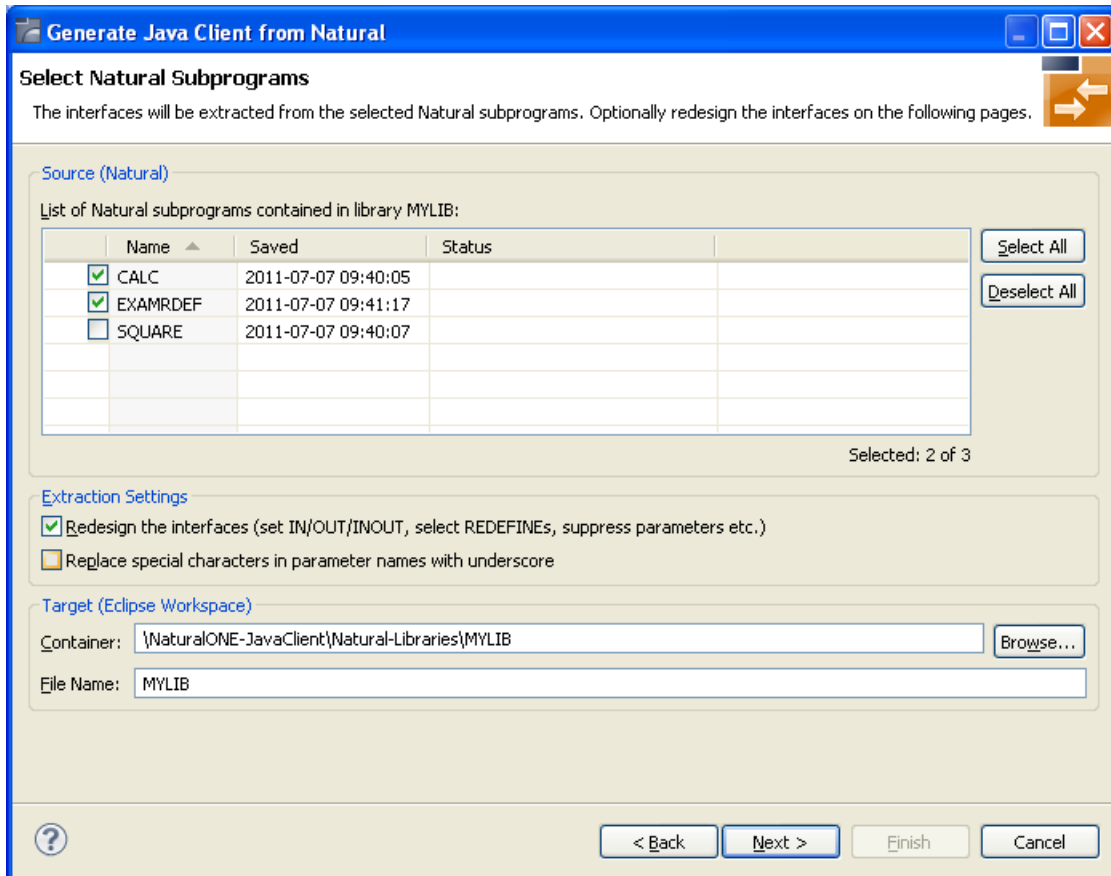 Generate Java Client from Natural
Select Natural Subprograms
The interfaces will be extracted from the selected Natural subprograms. Optionally redesign the interfaces on the following pages.
Source (Natural)
List of Natural subprograms contained in library MYLIB:
Name Saved Status
Select All
CALC 2011-07-07 09:40:05
Deselect All
EXAMRDEF 2011-07-07 09:41:17
SQUARE 2011-07-07 09:40:07
Selected: 2 of 3
Extraction Settings
Redesign the interfaces (set IN/OUT/INOUT, select REDEFINEs, suppress parameters etc.)
Replace special characters in parameter names with underscore
Target (Eclipse Workspace)
Container: \NaturalONE-JavaClient\Natural-Libraries\MYLIB Browse...
File Name: MYLIB
? < Back Next > Finish Cancel